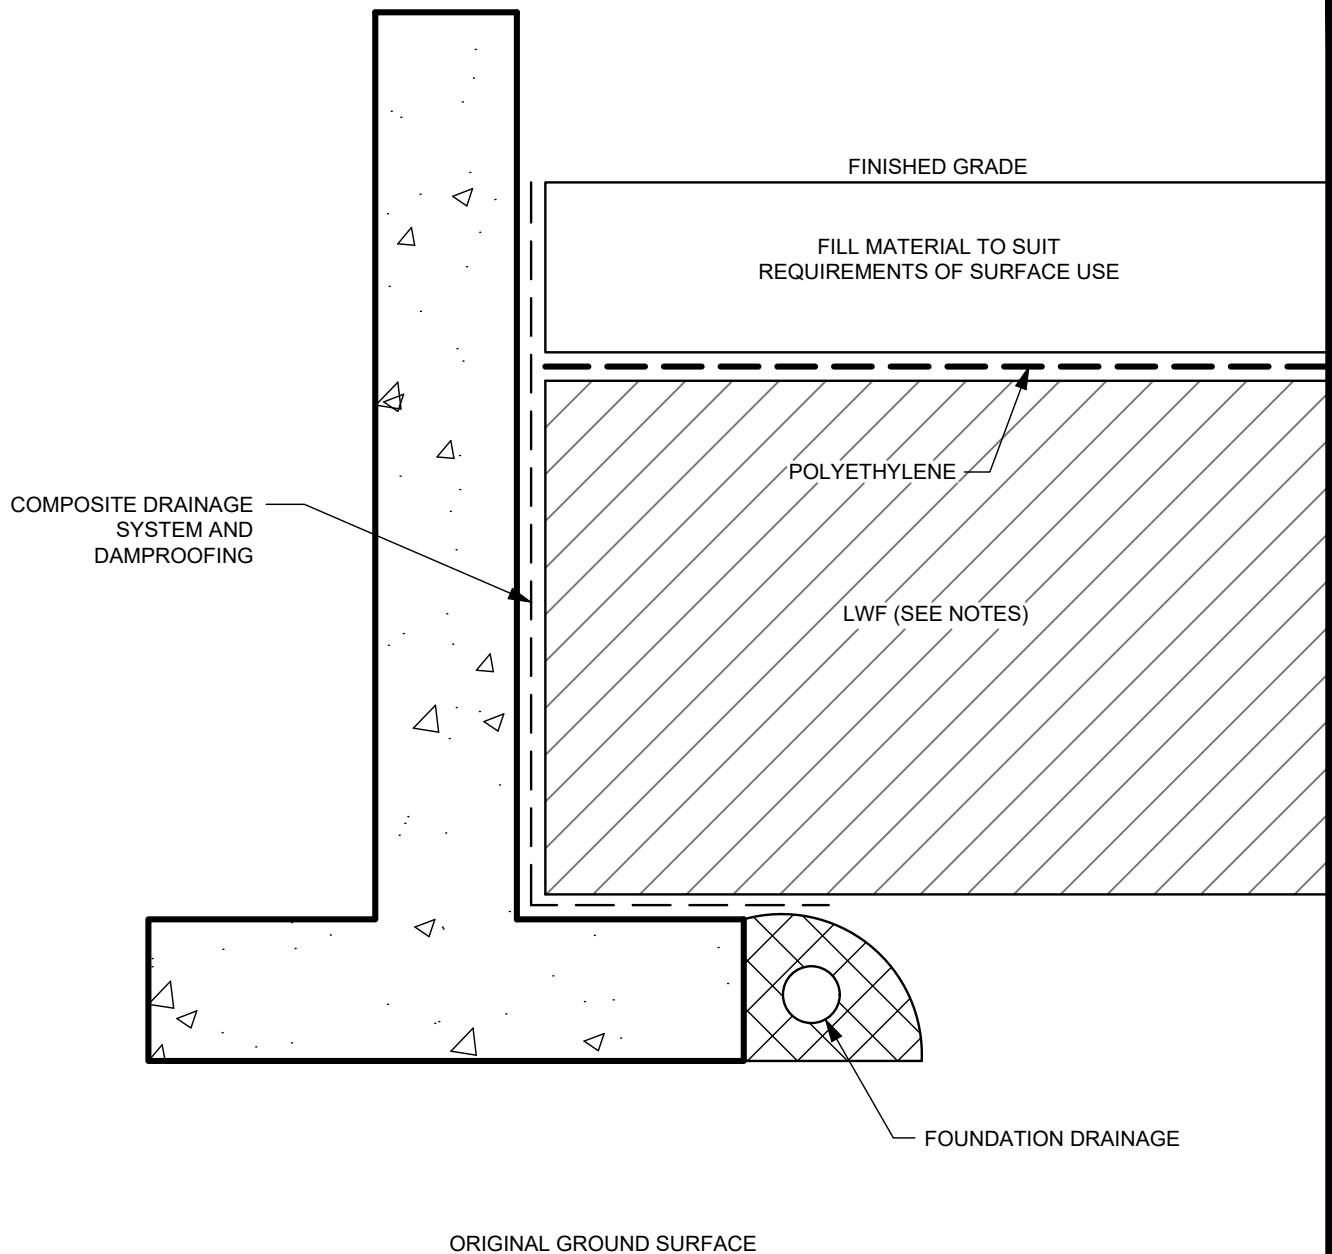 FINISHED GRADE
FILL MATERIAL TO SUIT
REQUIREMENTS OF SURFACE USE
POLYETHYLENE
COMPOSITE DRAINAGE
SYSTEM AND
DAMPROOFING
LWF (SEE NOTES)
FOUNDATION DRAINAGE
ORIGINAL GROUND SURFACE